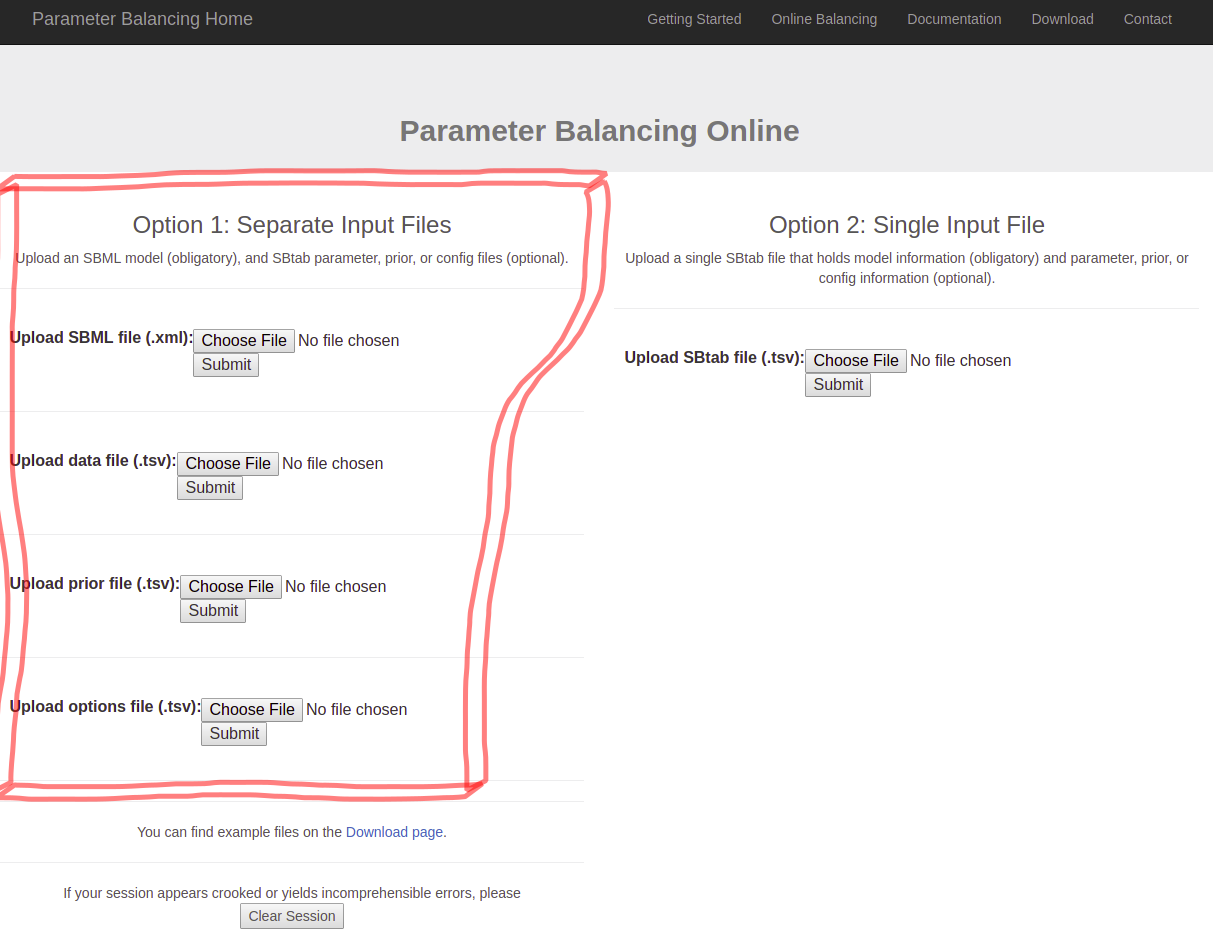 Parameter Balancing Home Getting Started Online Balancing Documentation Download Contact
Parameter Balancing Online
Option 1: Separate Input Files
Upload an SBML model (obligatory), and SBtab parameter, prior, or config files (optional).
Upload SBML file (.xml): Choose File No file chosen
Submit
Upload data file (.tsv): Choose File No file chosen
Submit
Upload prior file (.tsv): Choose File No file chosen
Submit
Upload options file (.tsv): Choose File No file chosen
Submit
You can find example files on the Download page.
If your session appears crooked or yields incomprehensible errors, please
Clear Session
Option 2: Single Input File
Upload a single SBtab file that holds model information (obligatory) and parameter, prior, or
config information (optional).
Upload SBtab file (.tsv): Choose File No file chosen
Submit